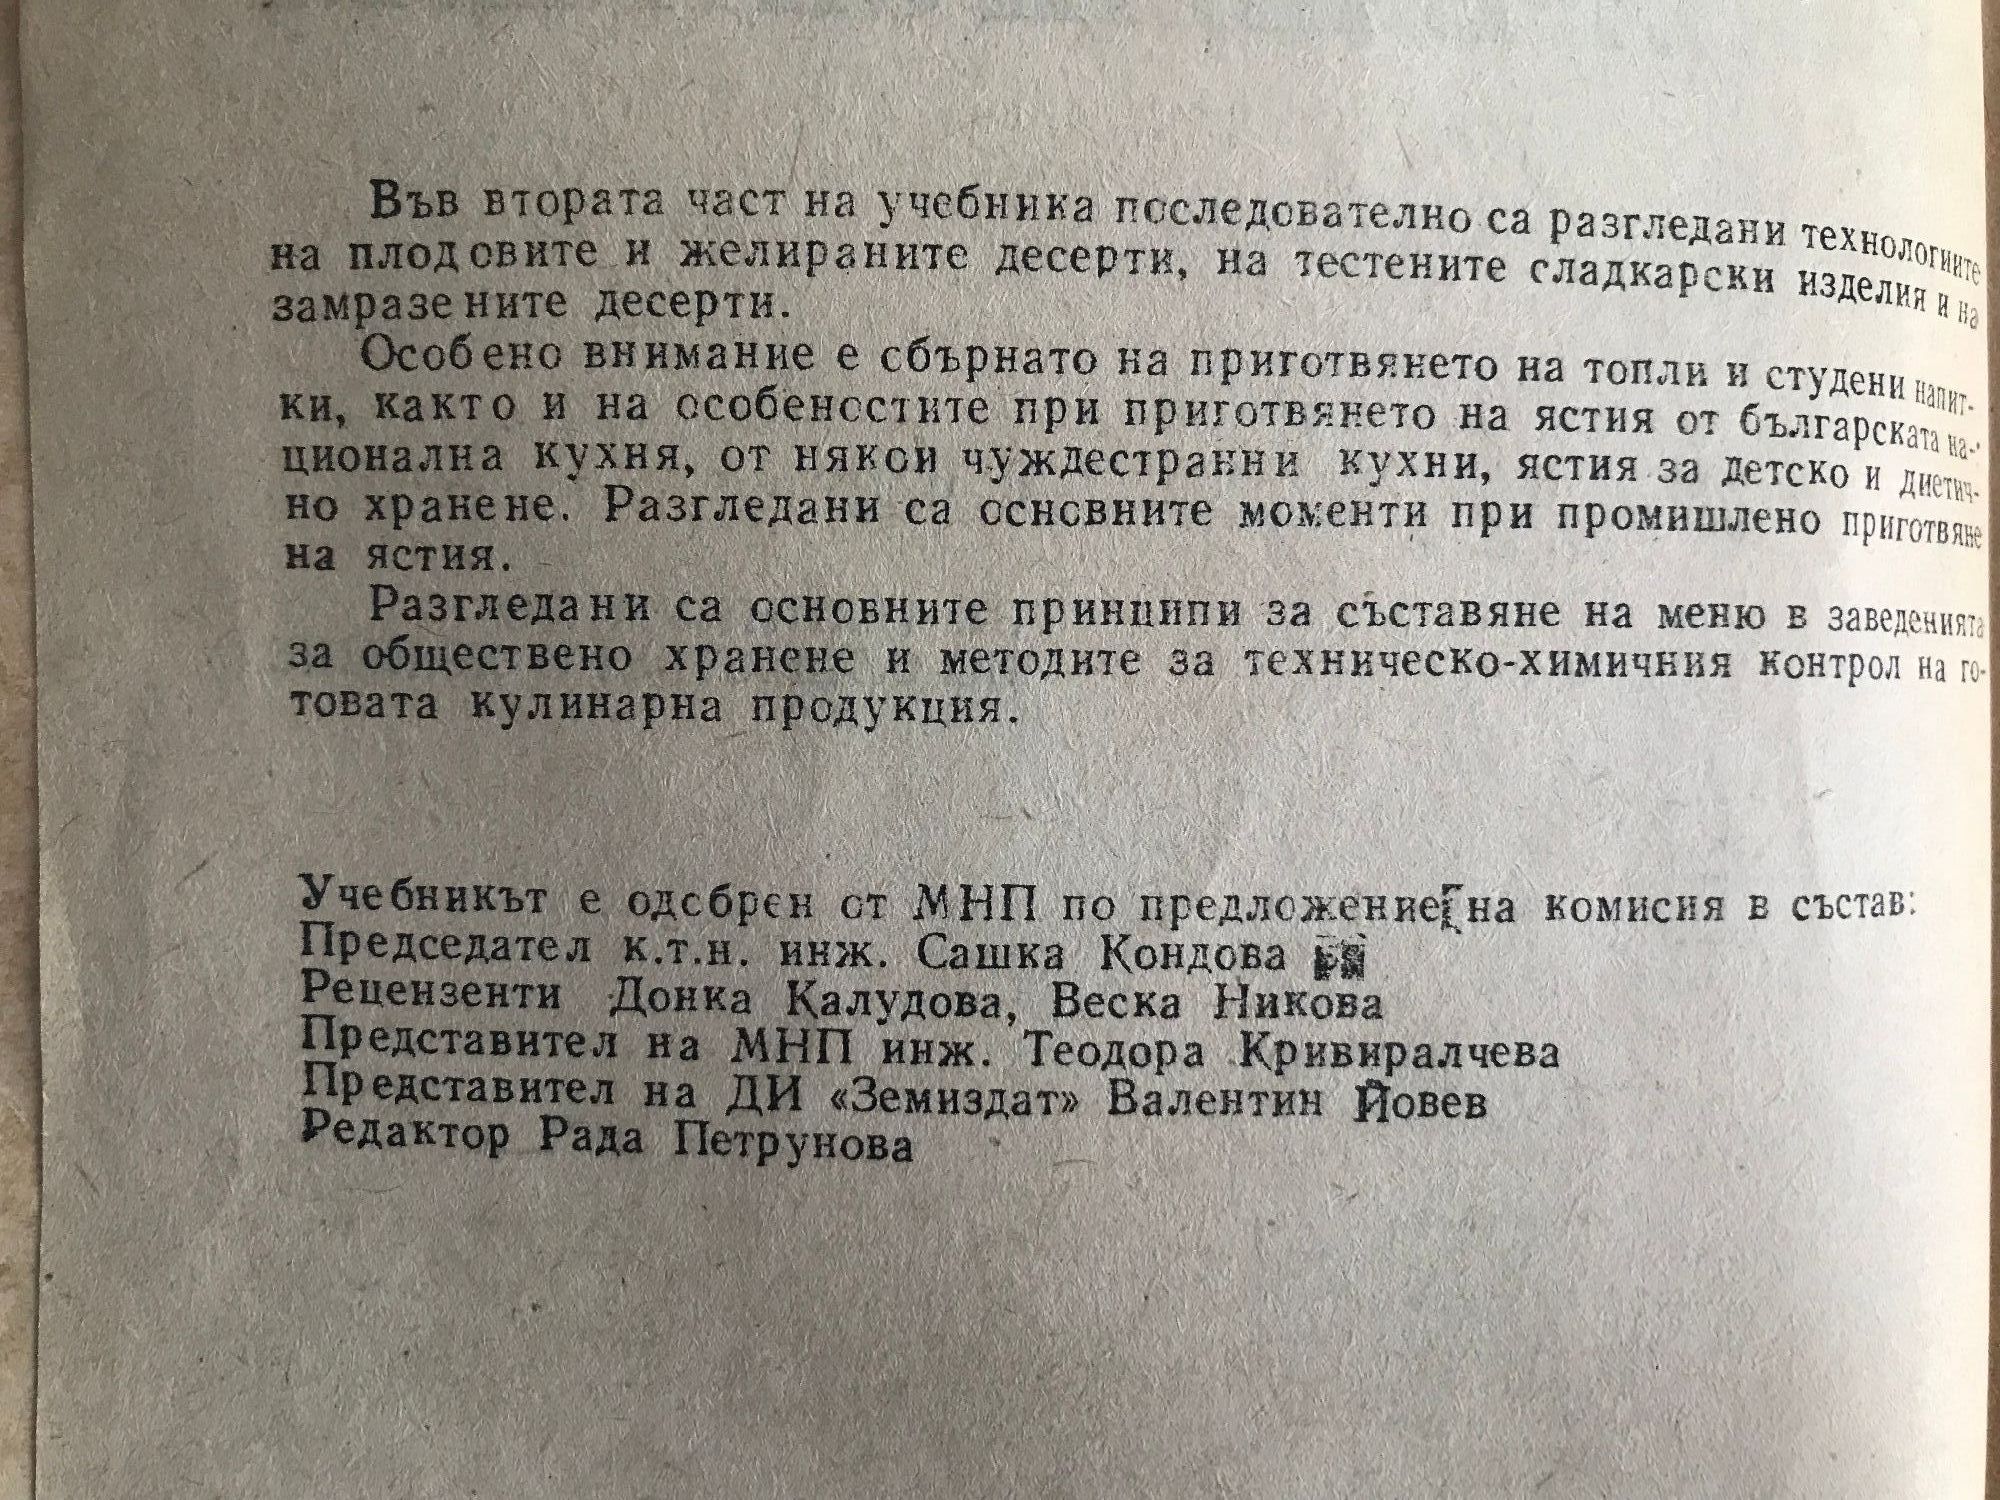 Във втората част на учебника последователно са разгледани технологиите
на плодовите и желираните десерти, на тестените сладкарски изделия и на
замразените десерти.
Особено внимание е обърнато на приготвянето на топли и студени напит-
ки, както и на особеностите при приготвянето на ястия от българската на-
ционална кухня, от някои чуждестранни кухни, ястия за детско и диетич-
но хранене. Разгледани са основните моменти при промишлено приготвяне
на ястия.
Разгледани са основните принципи за съставяне на меню в заведенията
за обществено хранене и методите за техническо-химичния контрол на го-
товата кулинарна продукция.
Учебникът е одобрен от МНП по предложение на комисия в състав:
Председател к.т.н. инж. Сашка Кондова
Рецензенти Донка Калудова, Веска Никова
Представител на МНП инж. Теодора Кривиралчева
Представител на ДИ «Земиздат» Валентин Йовев
Редактор Рада Петрунова